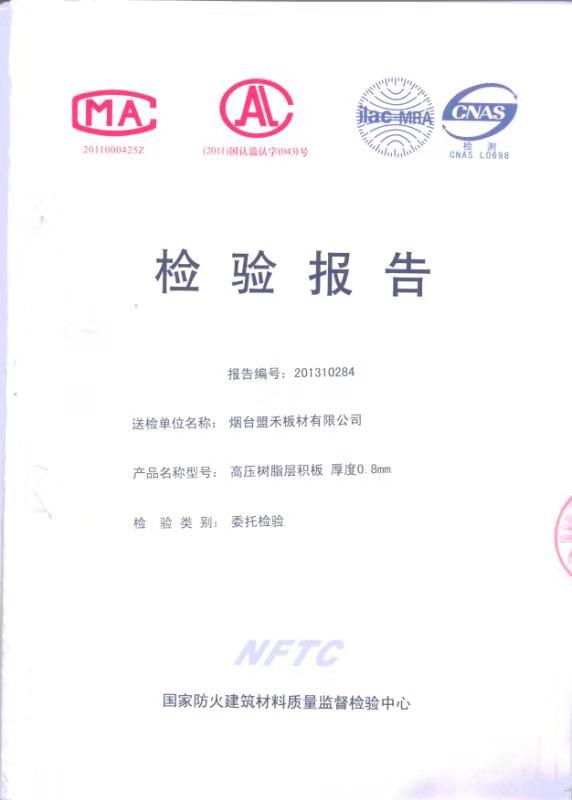 MA
2011000425Z
CAL
(2011)国认监认字(043)号
ilac-MRA
CNAS
检 测
CNAS L0698
检验报告
报告编号：201310284
送检单位名称：烟台盟禾板材有限公司
产品名称型号：高压树脂层积板 厚度0.8mm
检 验 类 别：委托检验
NFTC
国家防火建筑材料质量监督检验中心